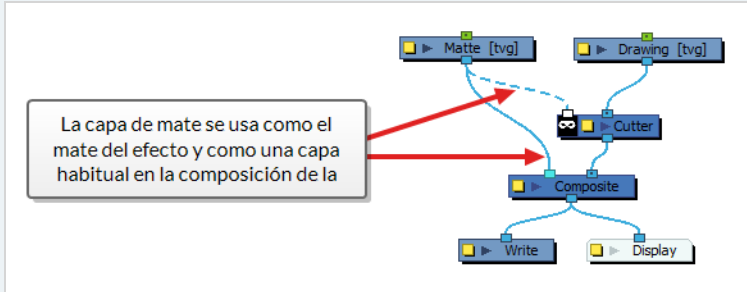 Matte [tvg]
Drawing [tvg]
La capa de mate se usa como el
mate del efecto y como una capa
habitual en la composición de la
Cutter
Composite
Write
Display